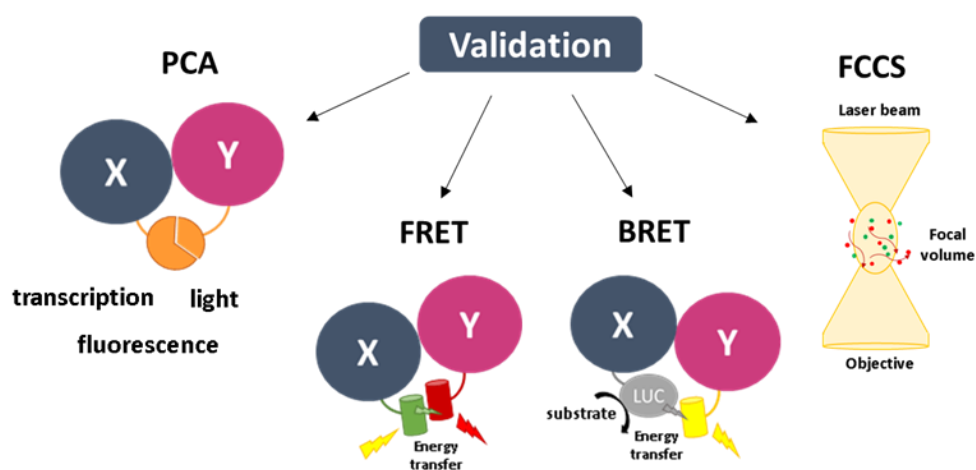 Validation
PCA
X
Y
transcription
light
fluorescence
FRET
X
Y
Energy
transfer
BRET
X
Y
LUC
substrate
Energy
transfer
FCCS
Laser beam
Focal
volume
Objective